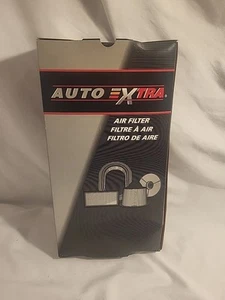 AUTO EXTRA
AIR FILTER
FILTRE À AIR
FILTRO DE AIRE